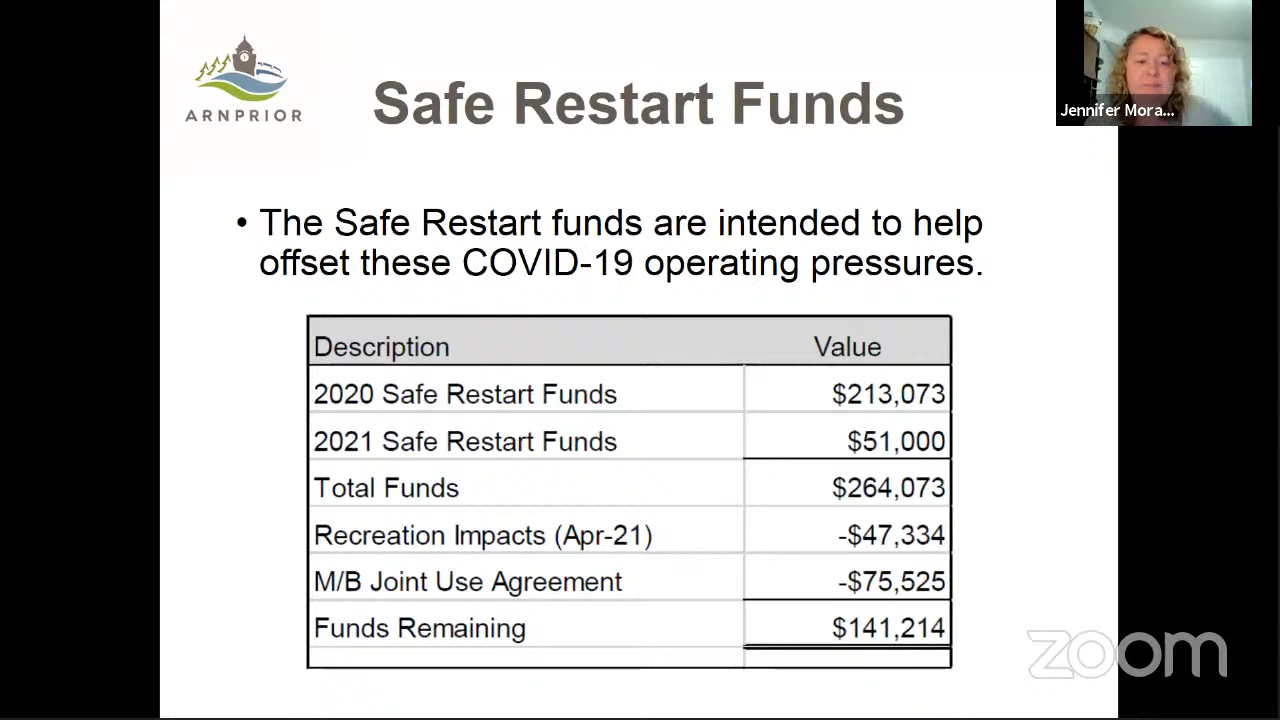 ARNPRIOR
Safe Restart Funds
Jennifer Mora...
• The Safe Restart funds are intended to help
offset these COVID-19 operating pressures.
Description Value
2020 Safe Restart Funds $213,073
2021 Safe Restart Funds $51,000
Total Funds $264,073
Recreation Impacts (Apr-21) -$47,334
M/B Joint Use Agreement -$75,525
Funds Remaining $141,214
zoom